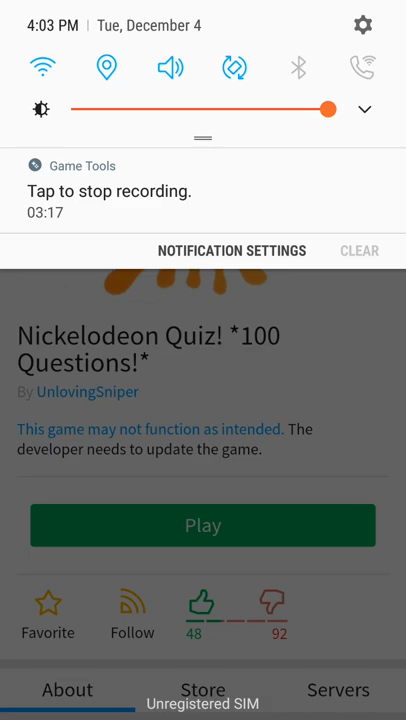 4:03 PM | Tue, December 4
Game Tools
Tap to stop recording.
03:17
NOTIFICATION SETTINGS CLEAR
Nickelodeon Quiz! *100
Questions!*
By UnlovingSniper
This game may not function as intended. The
developer needs to update the game.
Play
Favorite Follow 48 92
About Store Servers
Unregistered SIM